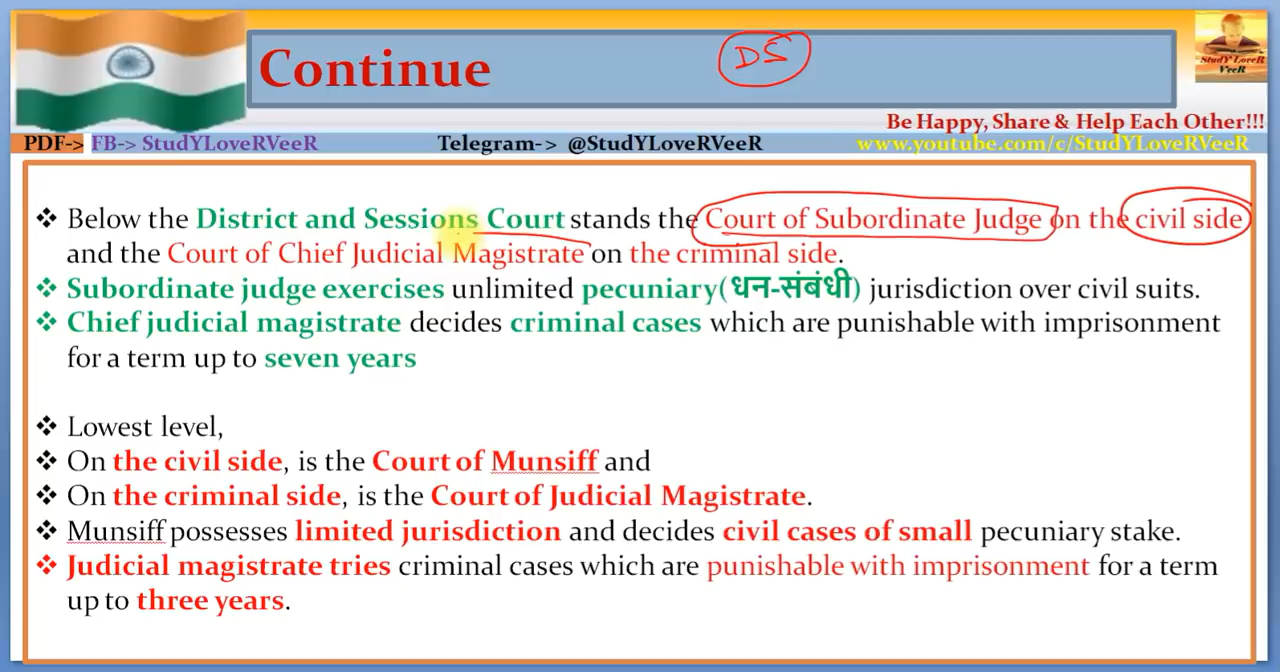 Continue
DS
StudY LoveR
VeeR
Be Happy, Share & Help Each Other!!!
PDF-> FB-> StudYLoveRVeeR Telegram-> @StudYLoveRVeeR www.youtube.com/c/StudYLoveRVeeR
❖ Below the District and Sessions Court stands the Court of Subordinate Judge on the civil side
and the Court of Chief Judicial Magistrate on the criminal side.
❖ Subordinate judge exercises unlimited pecuniary(धन-संबंधी) jurisdiction over civil suits.
❖ Chief judicial magistrate decides criminal cases which are punishable with imprisonment
for a term up to seven years
❖ Lowest level,
❖ On the civil side, is the Court of Munsiff and
❖ On the criminal side, is the Court of Judicial Magistrate.
❖ Munsiff possesses limited jurisdiction and decides civil cases of small pecuniary stake.
❖ Judicial magistrate tries criminal cases which are punishable with imprisonment for a term
up to three years.